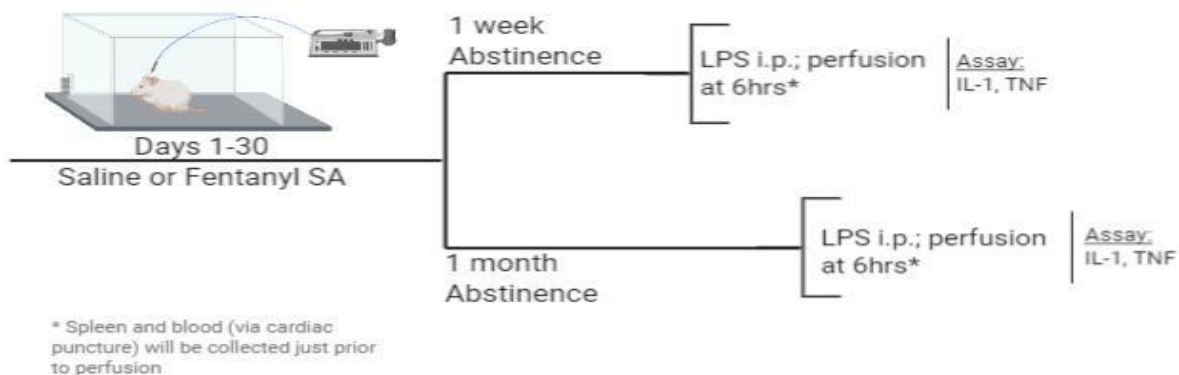 Days 1-30
Saline or Fentanyl SA
1 week
Abstinence
LPS i.p.; perfusion
at 6hrs*
Assay:
IL-1, TNF
1 month
Abstinence
LPS i.p.; perfusion
at 6hrs*
Assay:
IL-1, TNF
* Spleen and blood (via cardiac
puncture) will be collected just prior
to perfusion